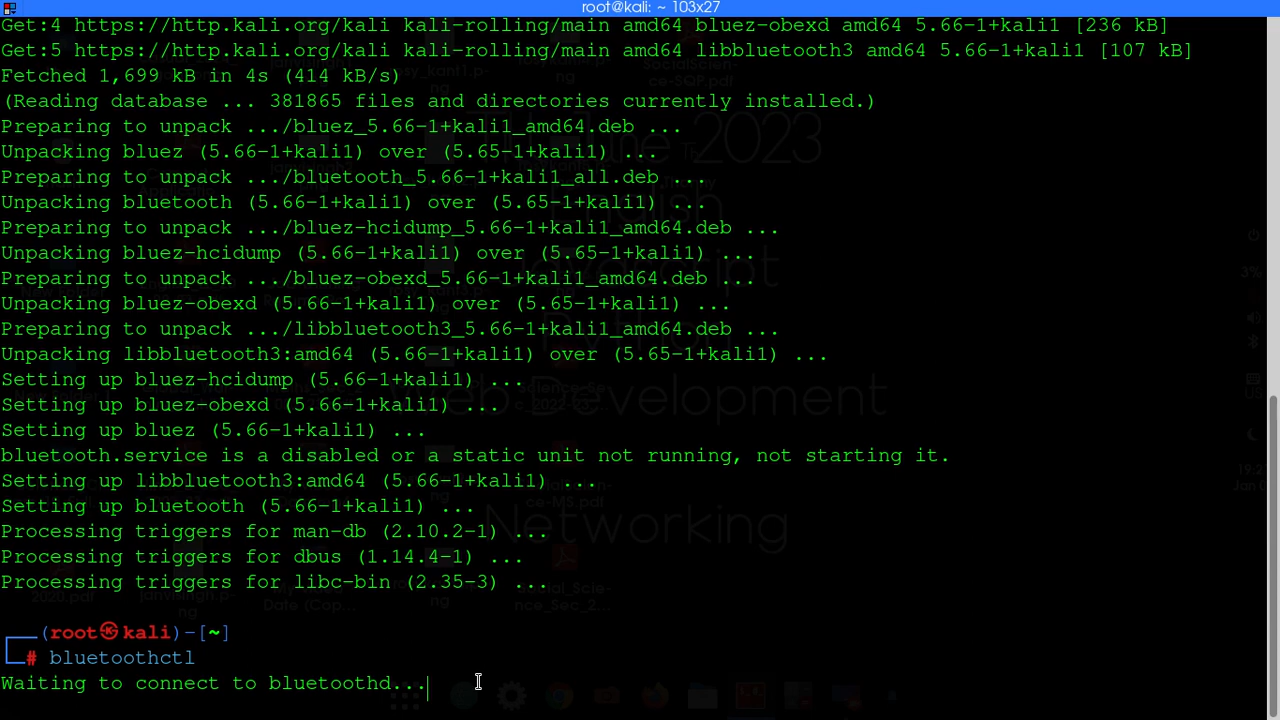 root@kali: ~ 103x27
Get:4 https://http.kali.org/kali kali-rolling/main amd64 bluez-obexd amd64 5.66-1+kali1 [236 kB]
Get:5 https://http.kali.org/kali kali-rolling/main amd64 libbluetooth3 amd64 5.66-1+kali1 [107 kB]
Fetched 1,699 kB in 4s (414 kB/s)
(Reading database ... 381865 files and directories currently installed.)
Preparing to unpack .../bluez_5.66-1+kali1_amd64.deb ...
Unpacking bluez (5.66-1+kali1) over (5.65-1+kali1) ...
Preparing to unpack .../bluetooth_5.66-1+kali1_all.deb ...
Unpacking bluetooth (5.66-1+kali1) over (5.65-1+kali1) ...
Preparing to unpack .../bluez-hcidump_5.66-1+kali1_amd64.deb ...
Unpacking bluez-hcidump (5.66-1+kali1) over (5.65-1+kali1) ...
Preparing to unpack .../bluez-obexd_5.66-1+kali1_amd64.deb ...
Unpacking bluez-obexd (5.66-1+kali1) over (5.65-1+kali1) ...
Preparing to unpack .../libbluetooth3_5.66-1+kali1_amd64.deb ...
Unpacking libbluetooth3:amd64 (5.66-1+kali1) over (5.65-1+kali1) ...
Setting up bluez-hcidump (5.66-1+kali1) ...
Setting up bluez-obexd (5.66-1+kali1) ...
Setting up bluez (5.66-1+kali1) ...
bluetooth.service is a disabled or a static unit not running, not starting it.
Setting up libbluetooth3:amd64 (5.66-1+kali1) ...
Setting up bluetooth (5.66-1+kali1) ...
Processing triggers for man-db (2.10.2-1) ...
Processing triggers for dbus (1.14.4-1) ...
Processing triggers for libc-bin (2.35-3) ...
┌──(root㉿kali)-[~]
└─# bluetoothctl
Waiting to connect to bluetoothd...
2023
English
Development
Networking